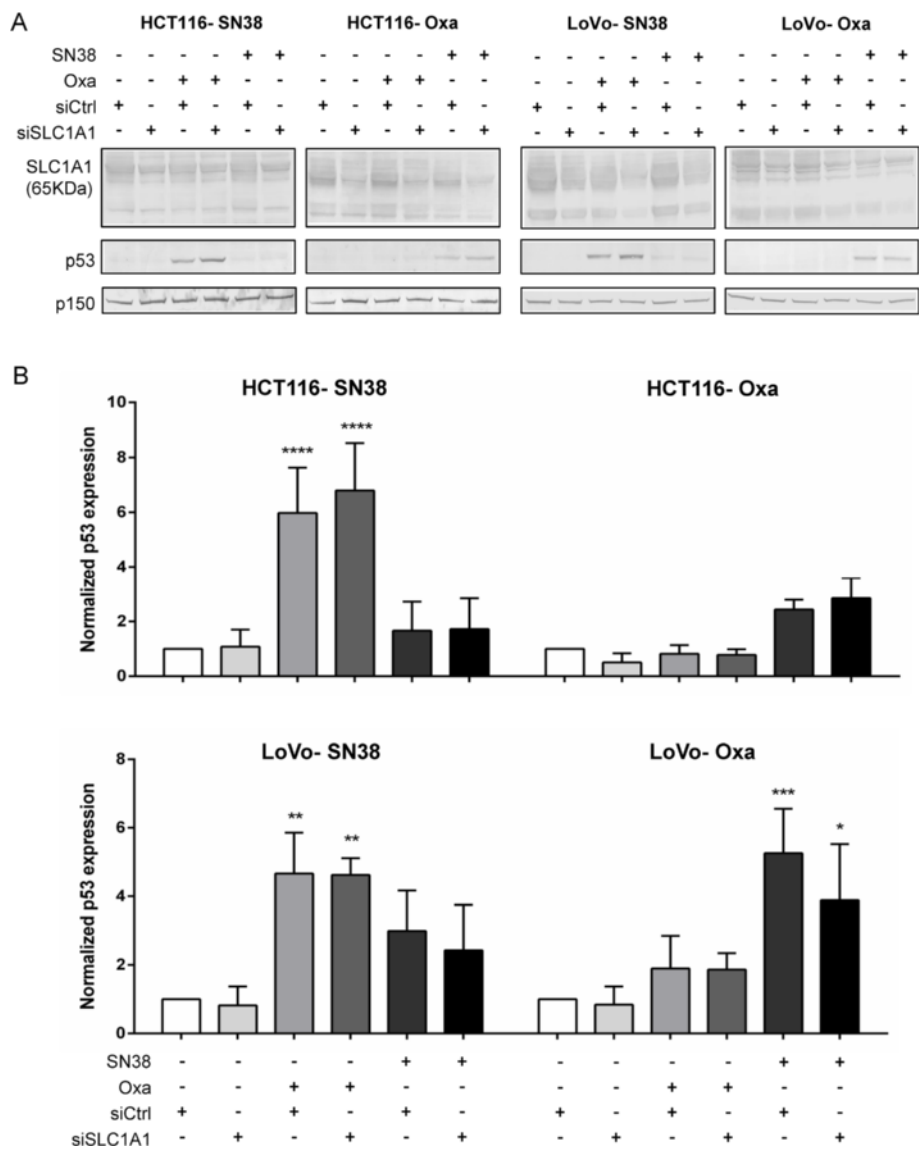 A
HCT116- SN38 HCT116- Oxa LoVo- SN38 LoVo- Oxa
SN38 - - - - + + - - - - + + - - - - + + - - - - + +
Oxa - - + + - - - - + + - - - - + + - - - - + + - -
siCtrl + - + - + - + - + - + - + - + - + - + - + - + -
siSLC1A1 - + - + - + - + - + - + - + - + - + - + - + - +
SLC1A1
(65KDa)
p53
p150
B
HCT116- SN38 HCT116- Oxa
Normalized p53 expression
10
8
6
4
2
0
**** ****
LoVo- SN38 LoVo- Oxa
Normalized p53 expression
8
6
4
2
0
** ** *** *
SN38 - - - - + + - - - - + +
Oxa - - + + - - - - + + - -
siCtrl + - + - + - + - + - + -
siSLC1A1 - + - + - + - + - + - +